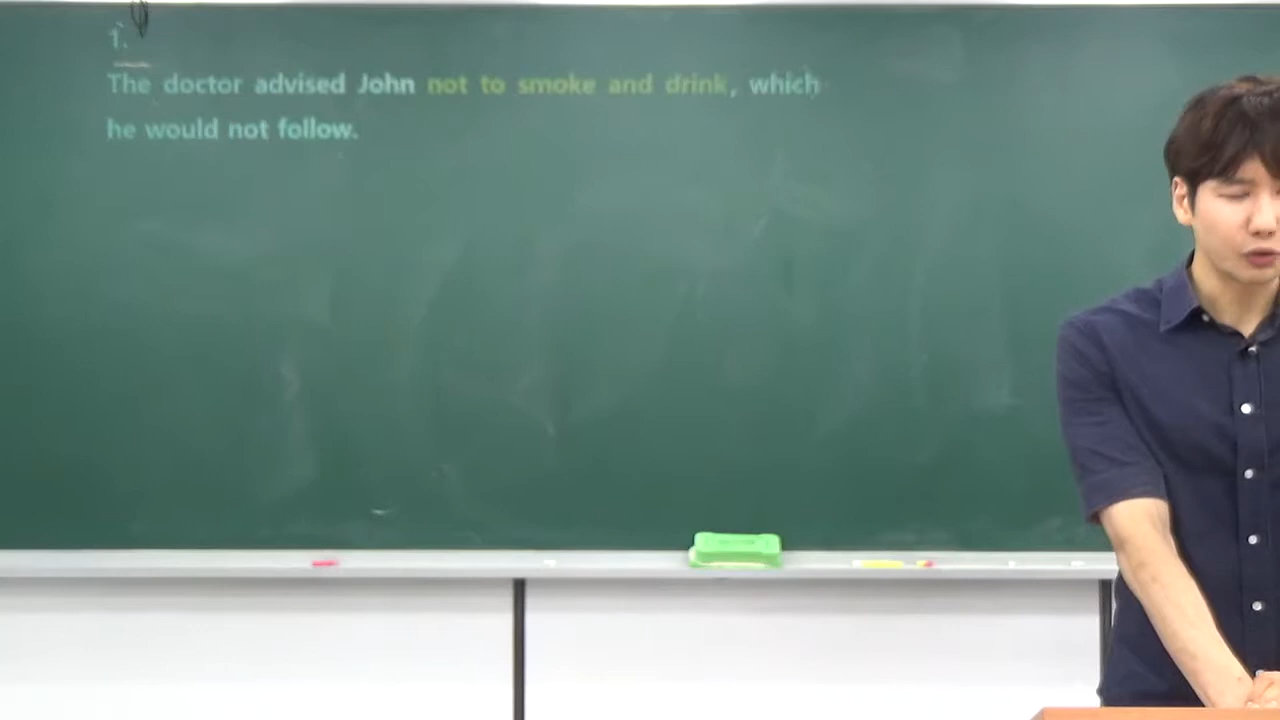 1.
The doctor advised John not to smoke and drink, which
he would not follow.